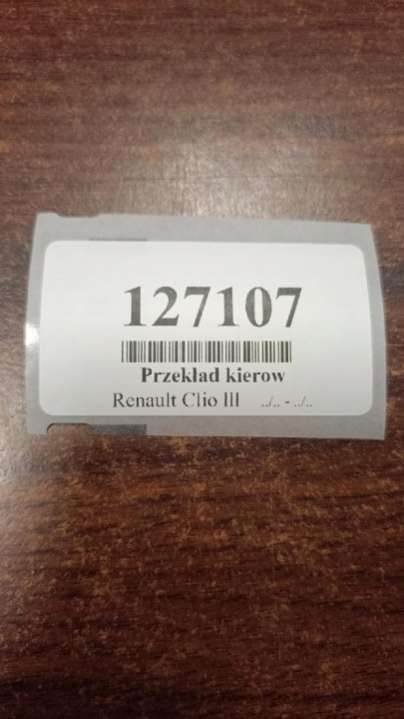 127107
Przekład kierow
Renault Clio III ../.. - ../..